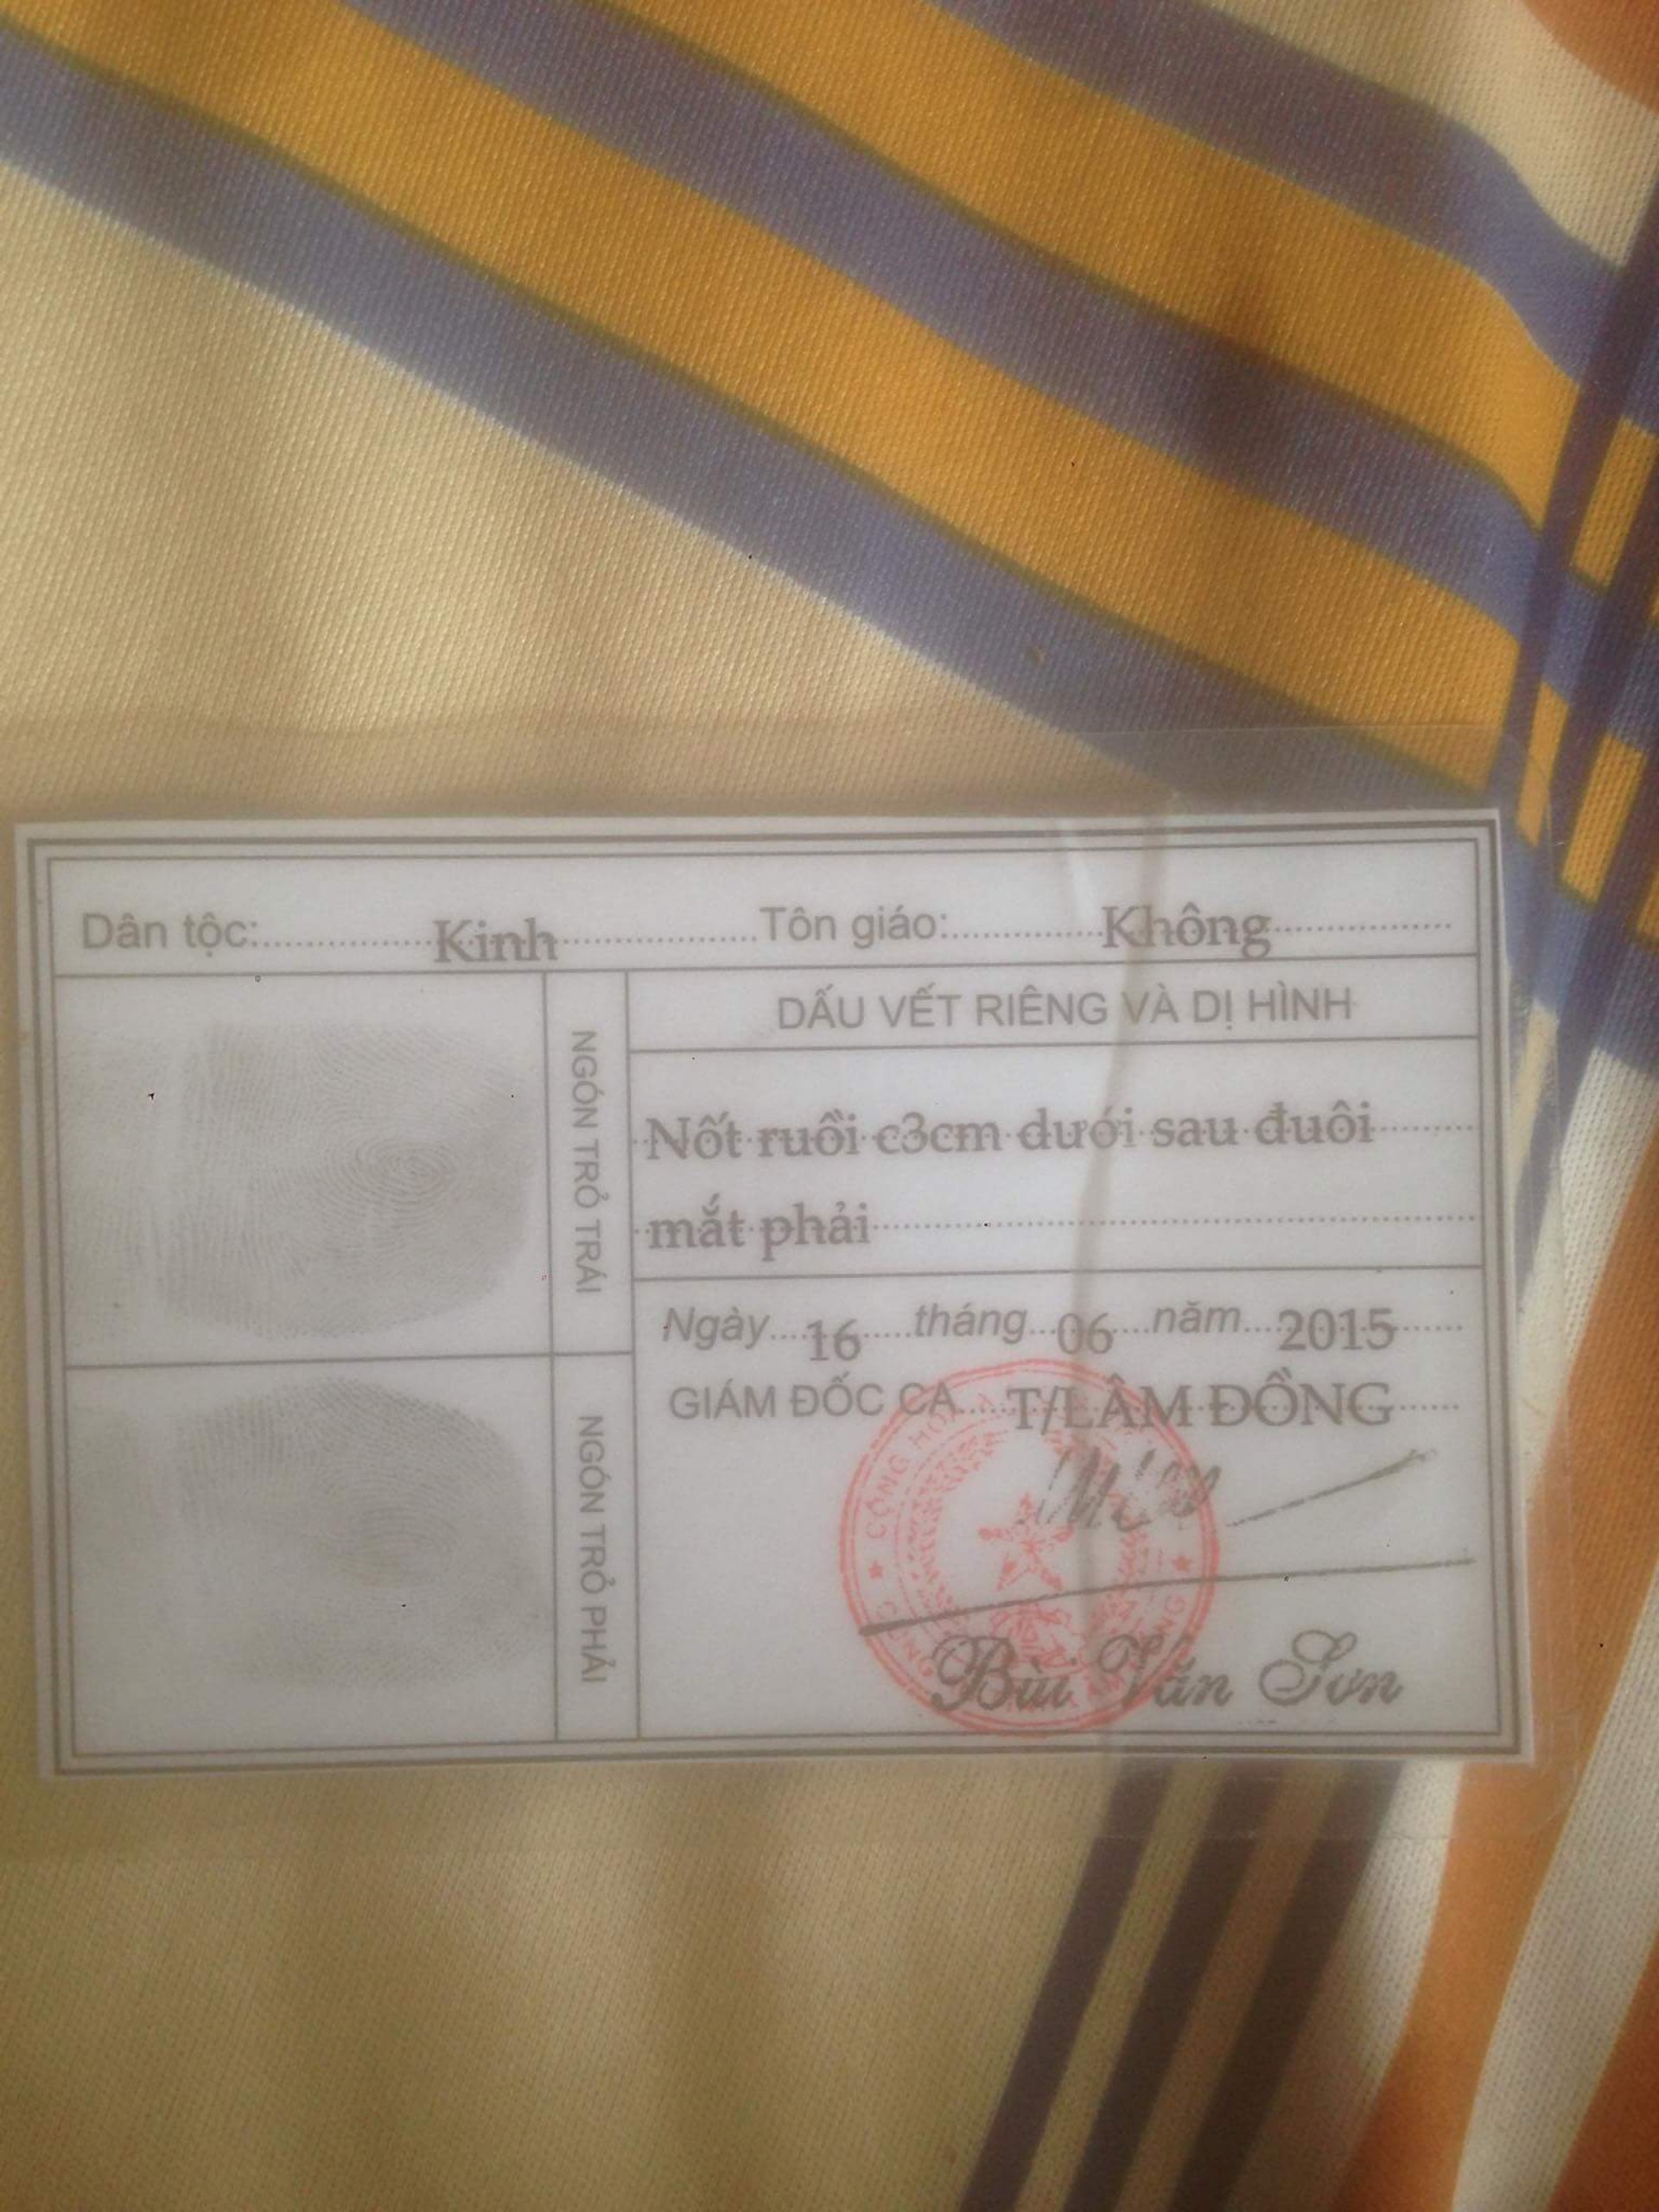 Dân tộc: Kinh Tôn giáo: Không
DẤU VẾT RIÊNG VÀ DỊ HÌNH
NGÓN TRỎ TRÁI
Nốt ruồi c3cm dưới sau đuôi
mắt phải
Ngày 16 tháng 06 năm 2015
GIÁM ĐỐC CA T/LÂM ĐỒNG
NGÓN TRỎ PHẢI
CỘNG HÒA
Bùi Văn Sơn